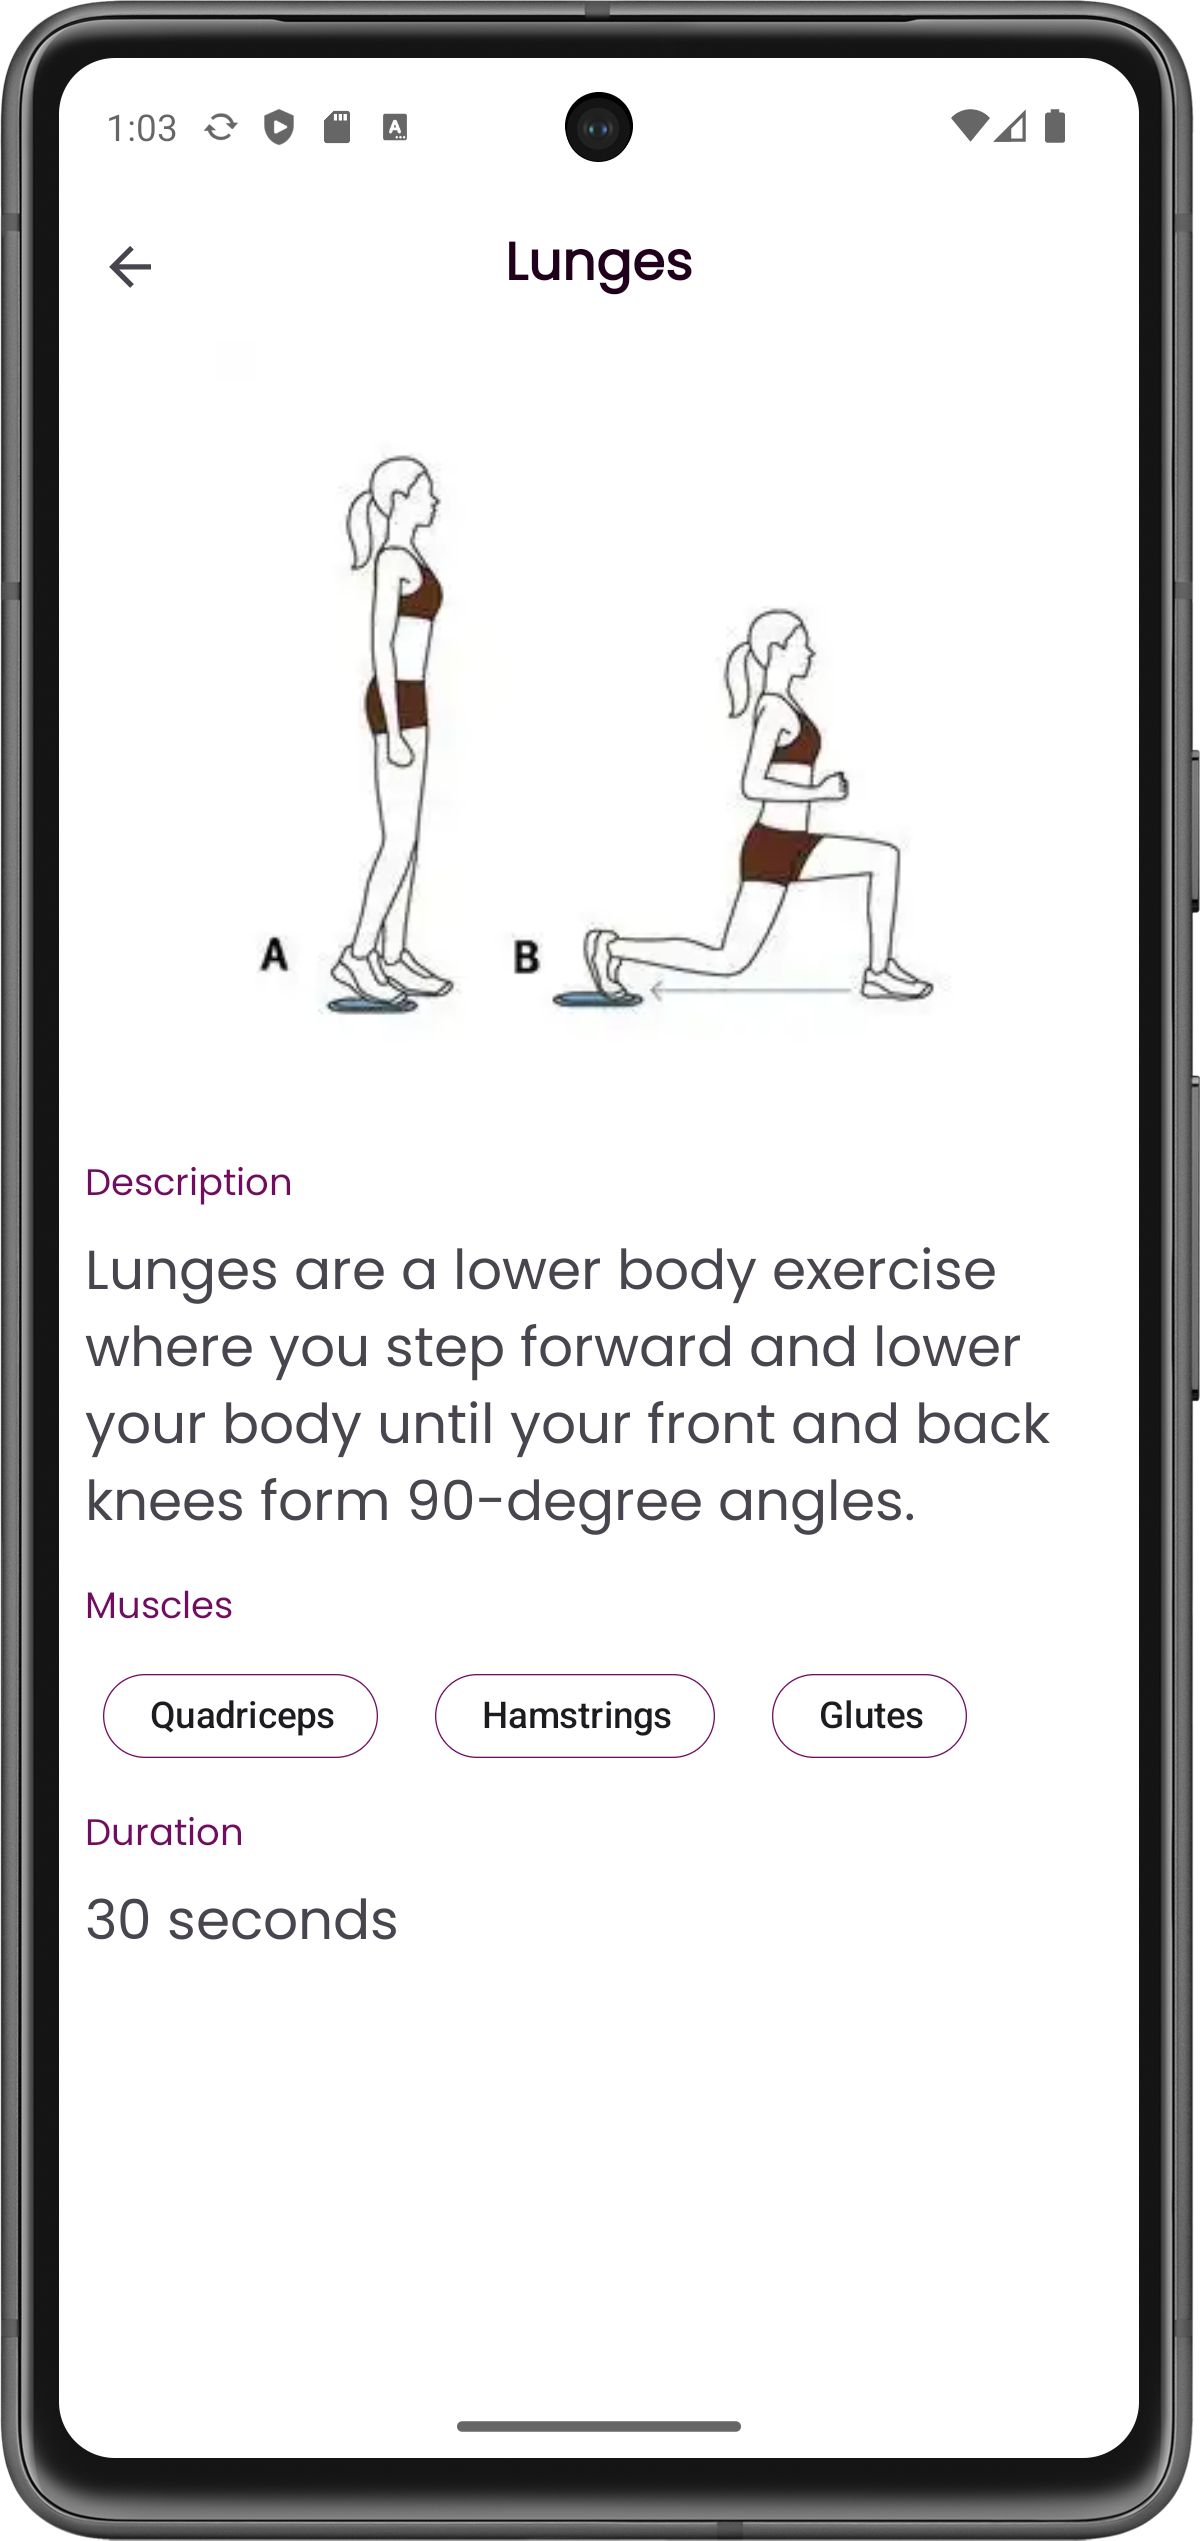 1:03
Lunges
A
B
Description
Lunges are a lower body exercise
where you step forward and lower
your body until your front and back
knees form 90-degree angles.
Muscles
Quadriceps Hamstrings Glutes
Duration
30 seconds